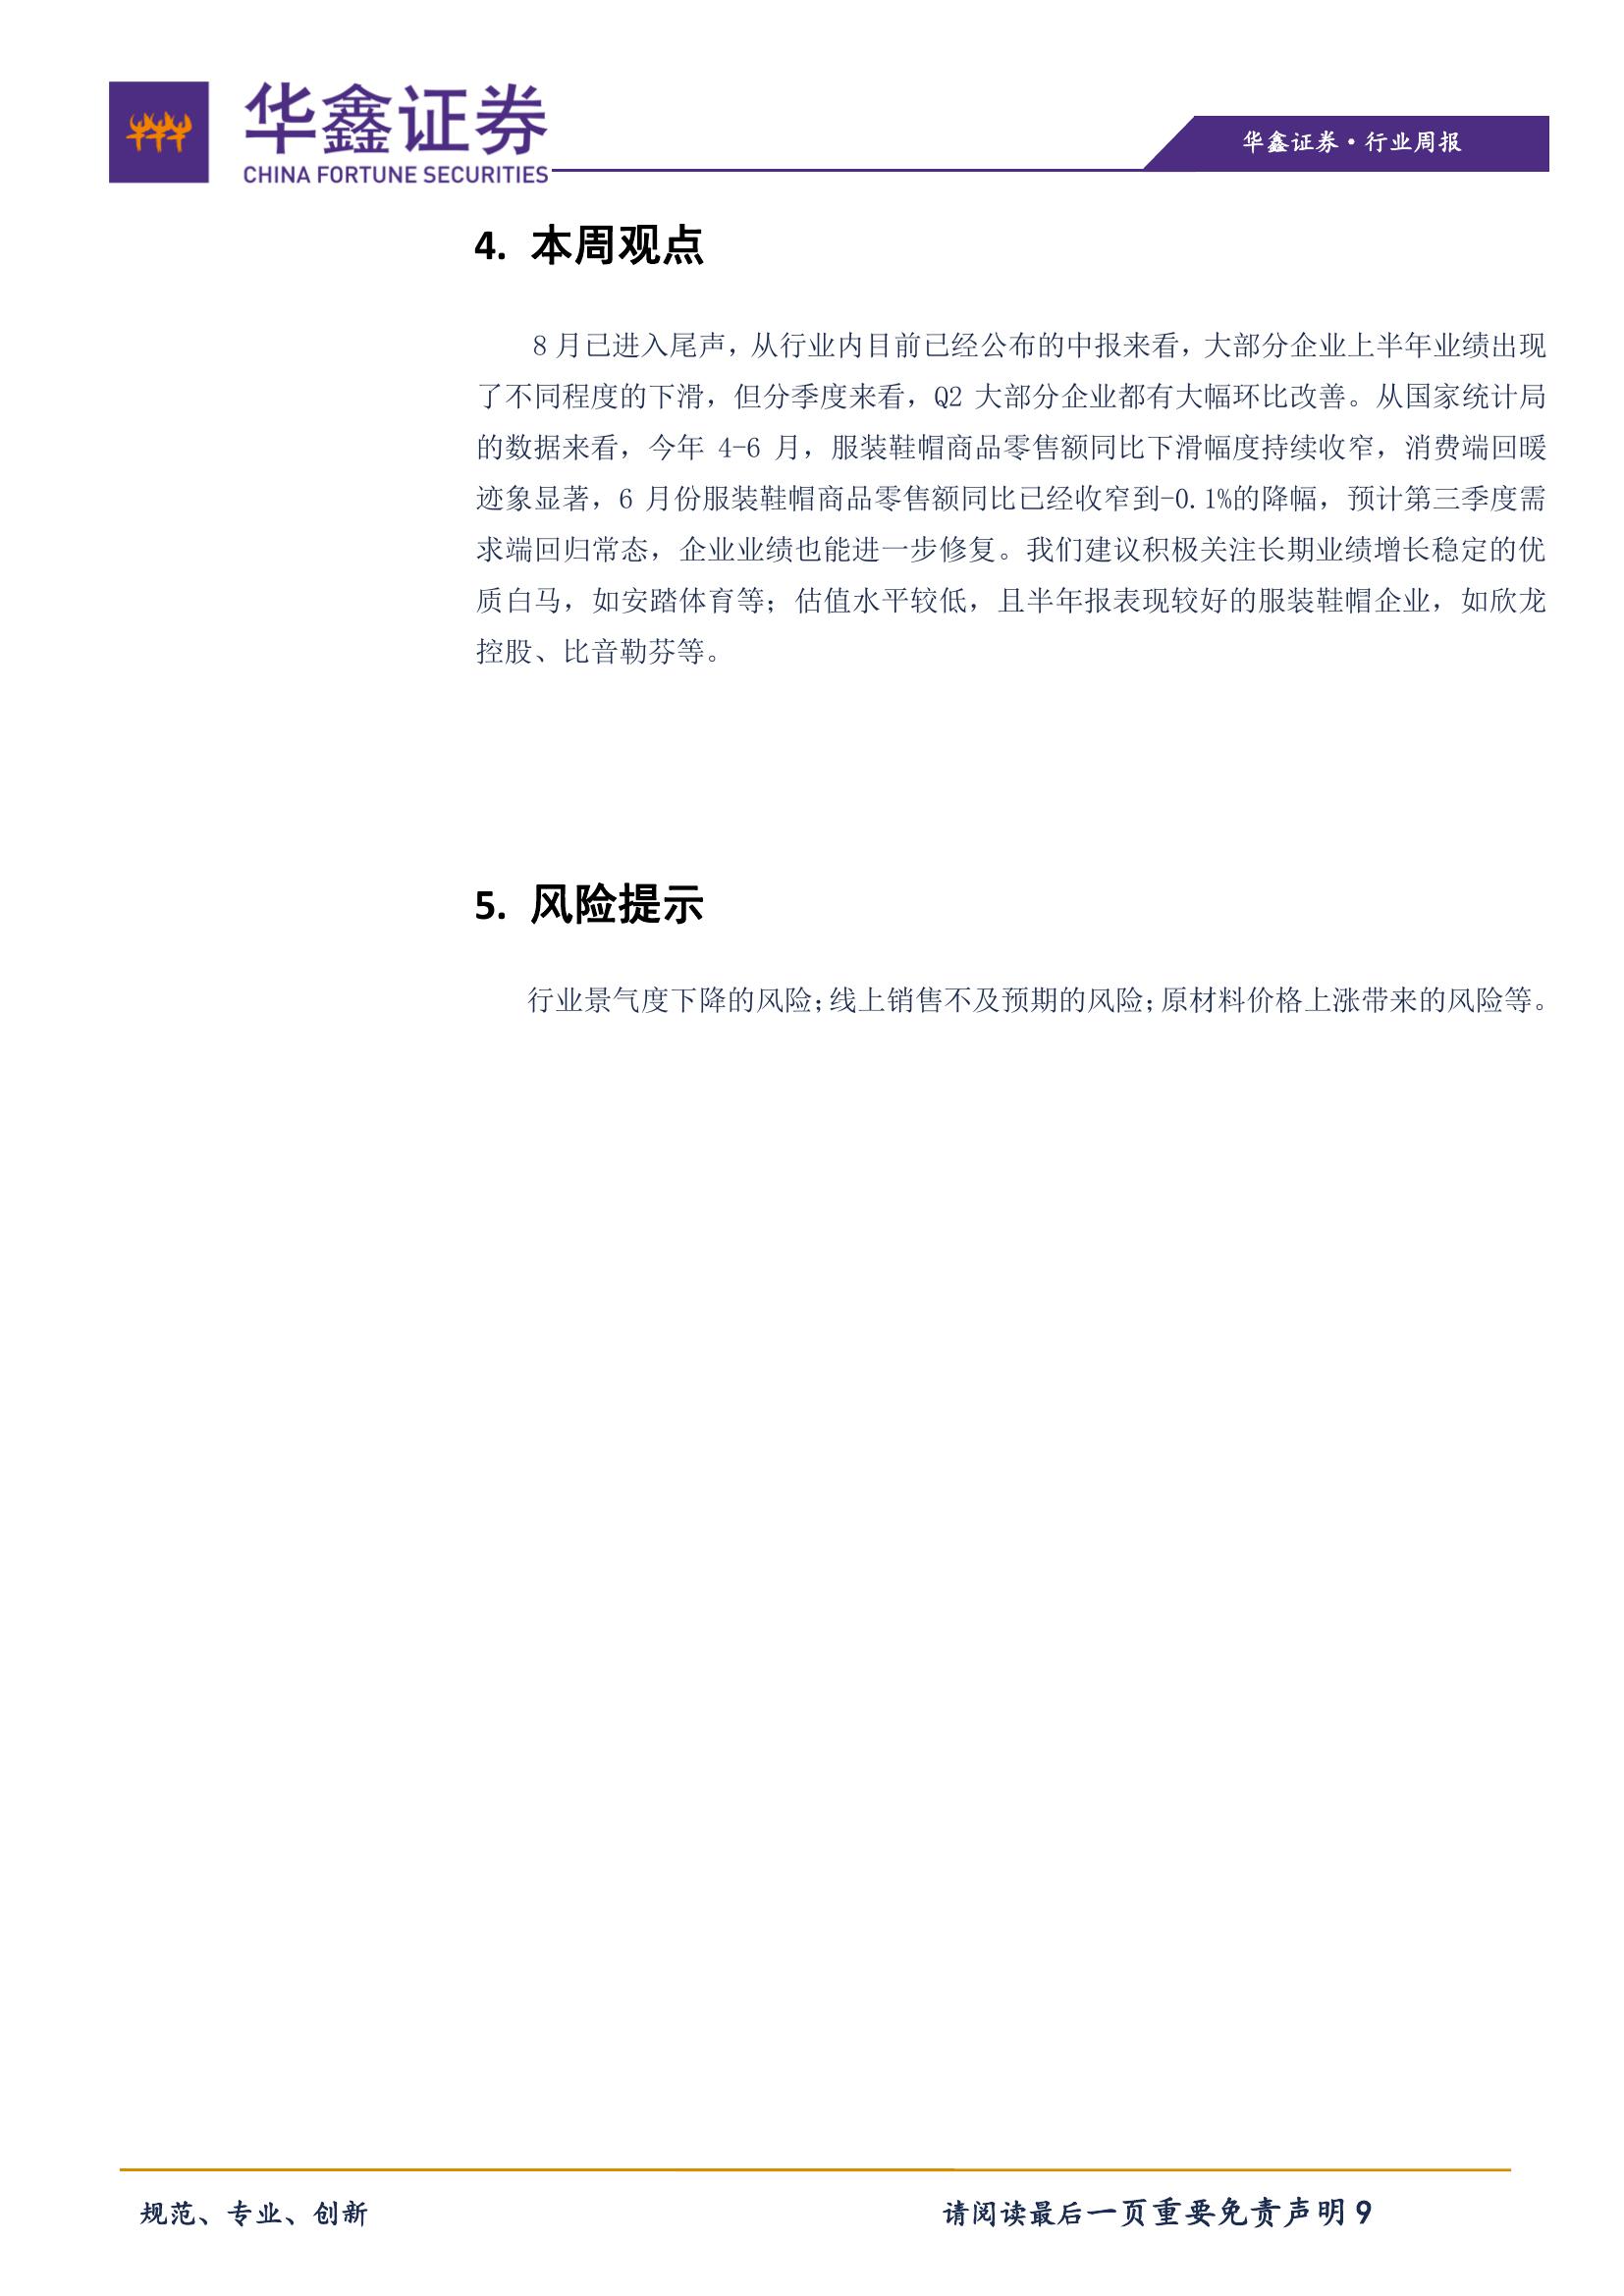 华鑫证券
CHINA FORTUNE SECURITIES
华鑫证券·行业周报
4. 本周观点
8 月已进入尾声，从行业内目前已经公布的中报来看，大部分企业上半年业绩出现
了不同程度的下滑，但分季度来看，Q2 大部分企业都有大幅环比改善。从国家统计局
的数据来看，今年 4-6 月，服装鞋帽商品零售额同比下滑幅度持续收窄，消费端回暖
迹象显著，6 月份服装鞋帽商品零售额同比已经收窄到-0.1%的降幅，预计第三季度需
求端回归常态，企业业绩也能进一步修复。我们建议积极关注长期业绩增长稳定的优
质白马，如安踏体育等；估值水平较低，且半年报表现较好的服装鞋帽企业，如欣龙
控股、比音勒芬等。
5. 风险提示
行业景气度下降的风险；线上销售不及预期的风险；原材料价格上涨带来的风险等。
规范、专业、创新
请阅读最后一页重要免责声明 9